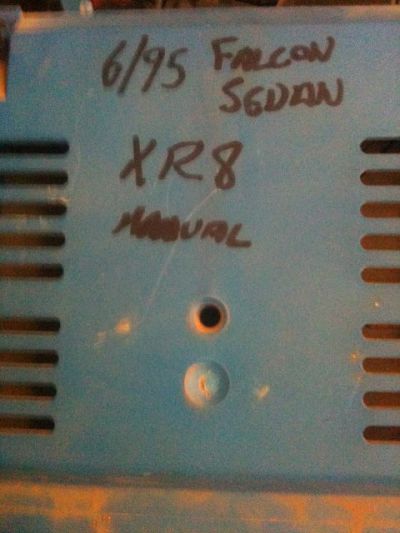 6/95 FALCON
SEDAN
XR8
MANUAL